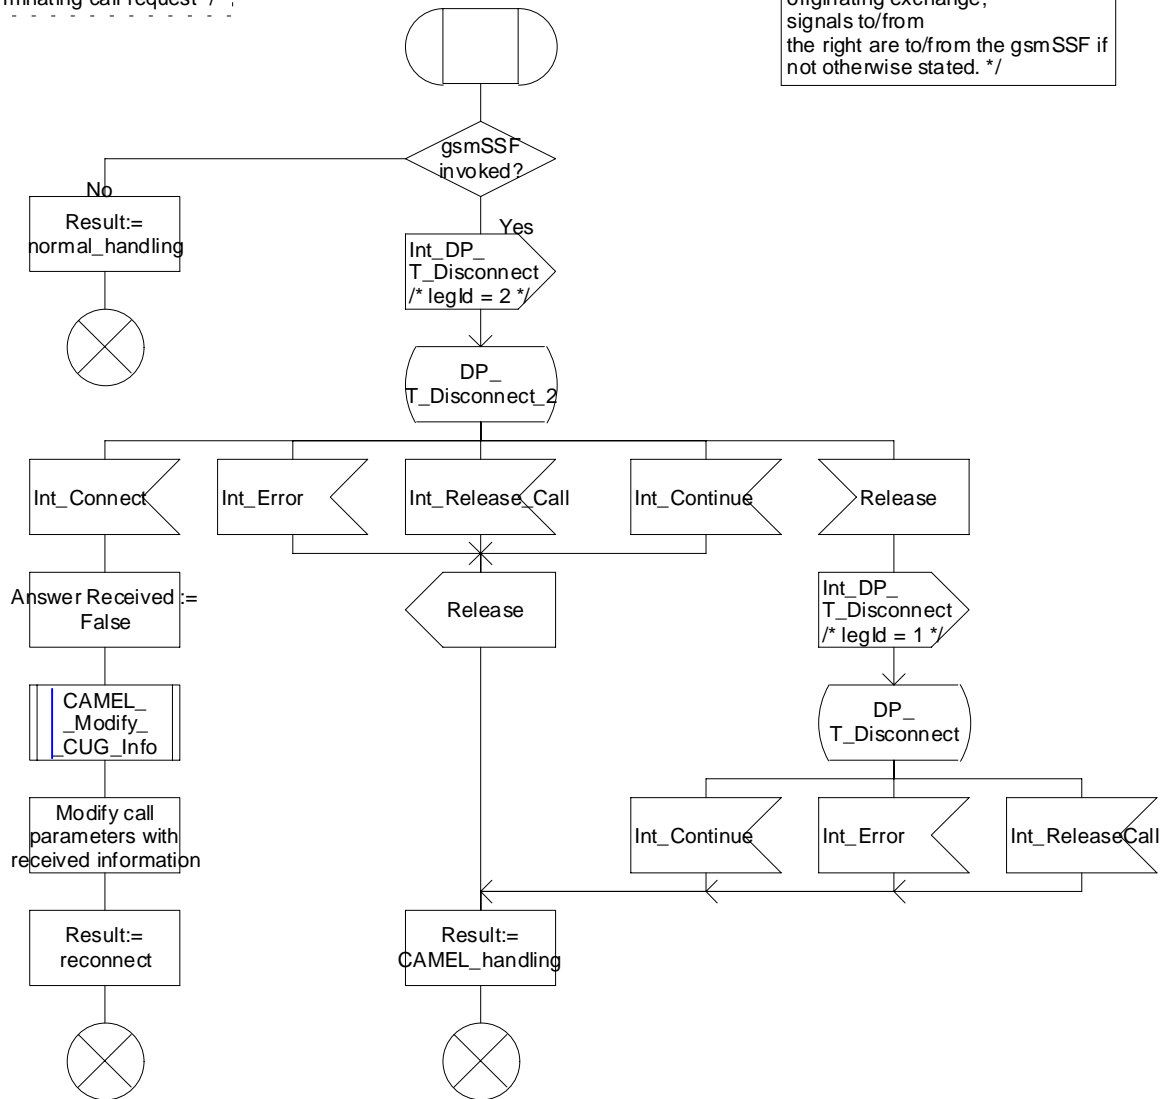 minating call request */
originating exchange;
signals to/from
the right are to/from the gsmSSF if
not otherwise stated. */
gsmSSF
invoked?
No
Yes
Result:=
normal_handling
Int_DP_
T_Disconnect
/* legId = 2 */
DP_
T_Disconnect_2
Int_Connect
Int_Error
Int_Release_Call
Int_Continue
Release
Answer Received :=
False
Release
Int_DP_
T_Disconnect
/* legId = 1 */
CAMEL_
_Modify_
_CUG_Info
DP_
T_Disconnect
Modify call
parameters with
received information
Int_Continue
Int_Error
Int_ReleaseCall
Result:=
reconnect
Result:=
CAMEL_handling